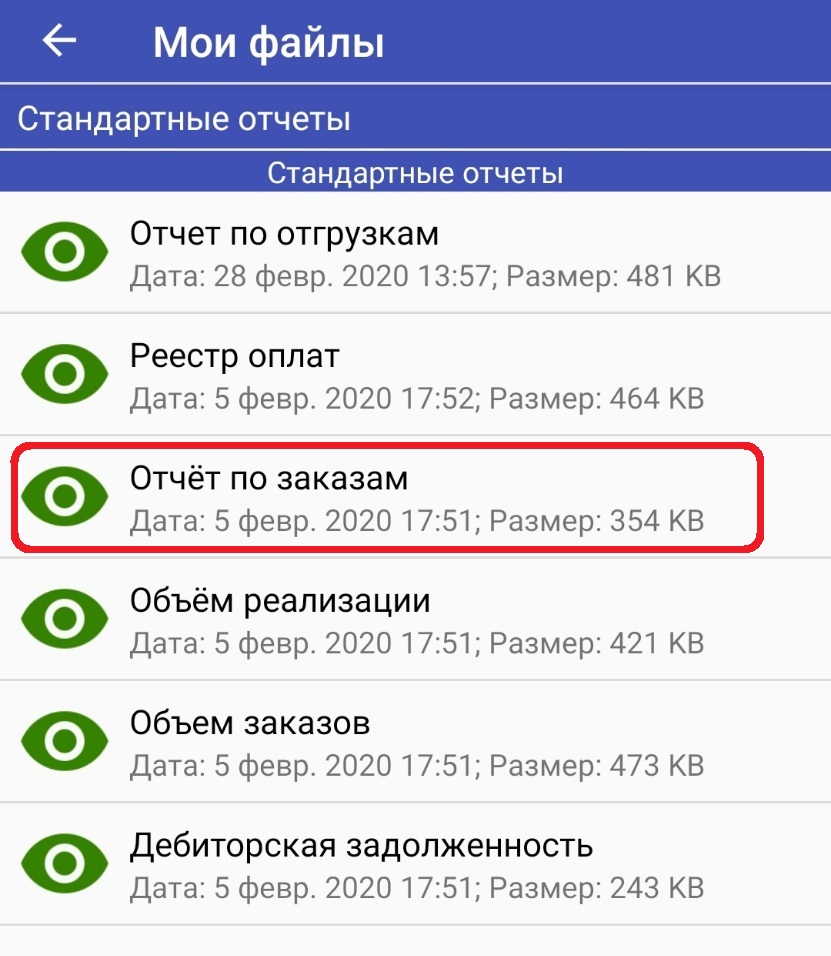 Мои файлы
Стандартные отчеты
Стандартные отчеты
Отчет по отгрузкам
Дата: 28 февр. 2020 13:57; Размер: 481 KB
Реестр оплат
Дата: 5 февр. 2020 17:52; Размер: 464 KB
Отчёт по заказам
Дата: 5 февр. 2020 17:51; Размер: 354 KB
Объём реализации
Дата: 5 февр. 2020 17:51; Размер: 421 KB
Объем заказов
Дата: 5 февр. 2020 17:51; Размер: 473 KB
Дебиторская задолженность
Дата: 5 февр. 2020 17:51; Размер: 243 KB